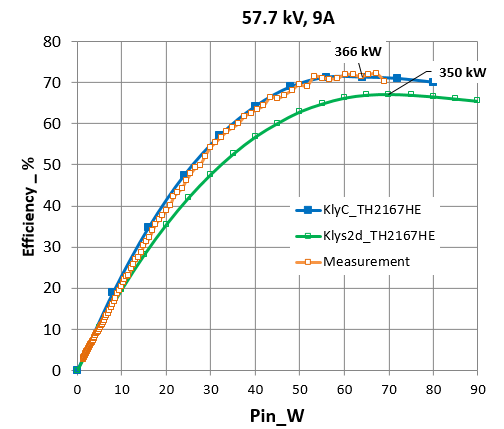 57.7 kV, 9A
80
70
60
50
40
30
20
10
0
Efficiency _ %
366 kW
350 kW
KlyC_TH2167HE
Klys2d_TH2167HE
Measurement
0 10 20 30 40 50 60 70 80 90
Pin_W